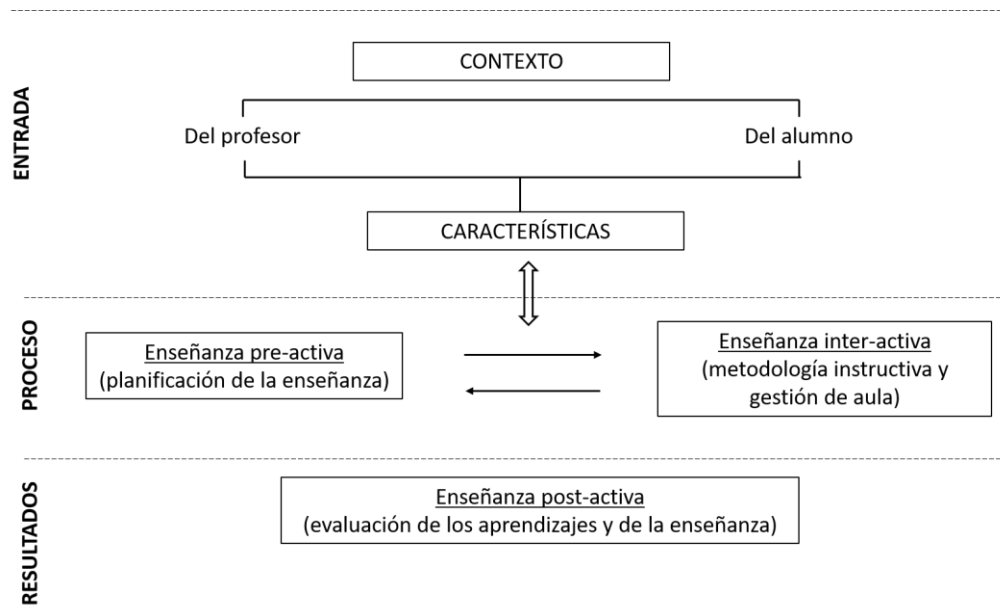 ENTRADA
CONTEXTO
Del profesor
Del alumno
CARACTERÍSTICAS
PROCESO
Enseñanza pre-activa
(planificación de la enseñanza)
Enseñanza inter-activa
(metodología instructiva y
gestión de aula)
RESULTADOS
Enseñanza post-activa
(evaluación de los aprendizajes y de la enseñanza)